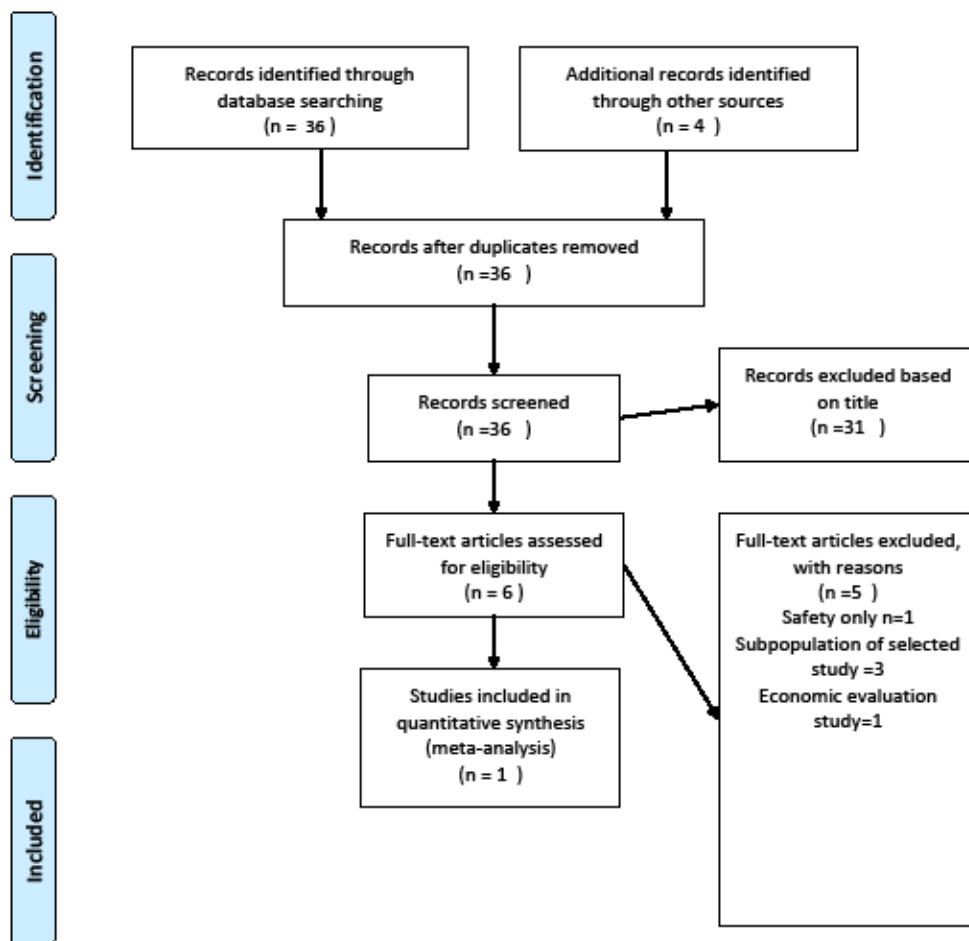 Identification
Records identified through
database searching
(n = 36 )
Additional records identified
through other sources
(n = 4 )
Records after duplicates removed
(n =36 )
Screening
Records screened
(n =36 )
Records excluded based
on title
(n =31 )
Eligibility
Full-text articles assessed
for eligibility
(n = 6 )
Full-text articles excluded,
with reasons
(n =5 )
Safety only n=1
Subpopulation of selected
study =3
Economic evaluation
study=1
Studies included in
quantitative synthesis
(meta-analysis)
(n = 1 )
Included